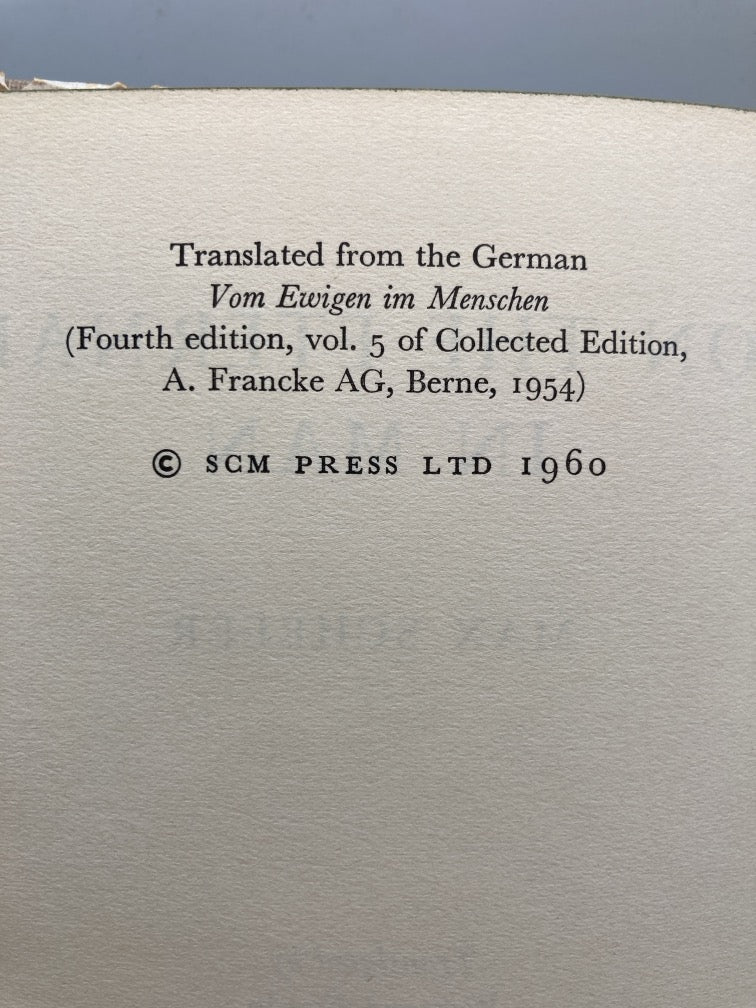 Translated from the German
Vom Ewigen im Menschen
(Fourth edition, vol. 5 of Collected Edition,
A. Francke AG, Berne, 1954)
© SCM PRESS LTD 1960